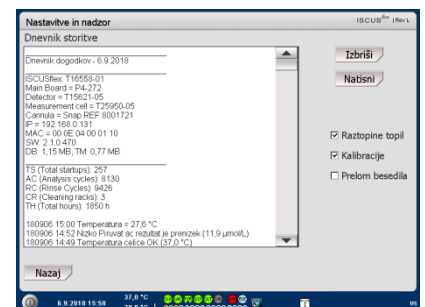 Nastavitve in nadzor
ISCUSflex |Rev L
Dnevnik storitve
Dnevnik dogodkov - 6.9.2018
ISCUSflex: T16558-01
Main Board = P4-272
Detector = T15621-05
Measurement cell = T25950-05
Cannula = Snap REF 8001721
IP = 192.168.0.131
MAC = 00 0E 04 00 01 10
SW: 2.1.0.470
DB: 1,15 MB, TM: 0,77 MB
TS (Total startups): 257
AC (Analysis cycles): 8130
RC (Rinse Cycles): 9426
CR (Cleaning racks): 3
TH (Total hours): 1850 h
180906 15:00 Temperatura = 27,6 °C
180906 14:52 Nizko Piruvat ac rezultat je prenizek (11,9 µmol/L)
180906 14:49 Temperatura celice OK (37,0 °C)
Izbriši
Natisni
Raztopine topil
Kalibracije
Prelom besedila
Nazaj
6.9.2018 15:58
37,0 °C